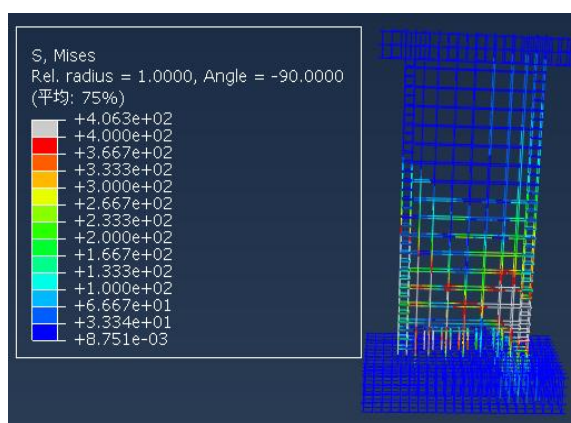 S, Mises
Rel. radius = 1.0000, Angle = -90.0000
(平均: 75%)
+4.063e+02
+4.000e+02
+3.667e+02
+3.333e+02
+3.000e+02
+2.667e+02
+2.333e+02
+2.000e+02
+1.667e+02
+1.333e+02
+1.000e+02
+6.667e+01
+3.334e+01
+8.751e-03